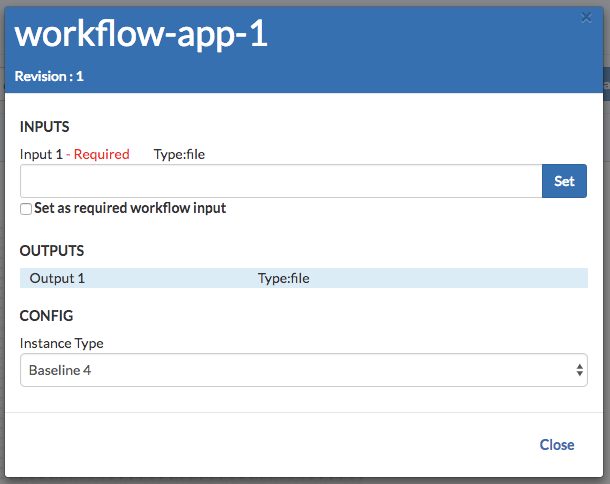 workflow-app-1
Revision : 1
INPUTS
Input 1 - Required Type:file
Set
Set as required workflow input
OUTPUTS
Output 1 Type:file
CONFIG
Instance Type
Baseline 4
Close